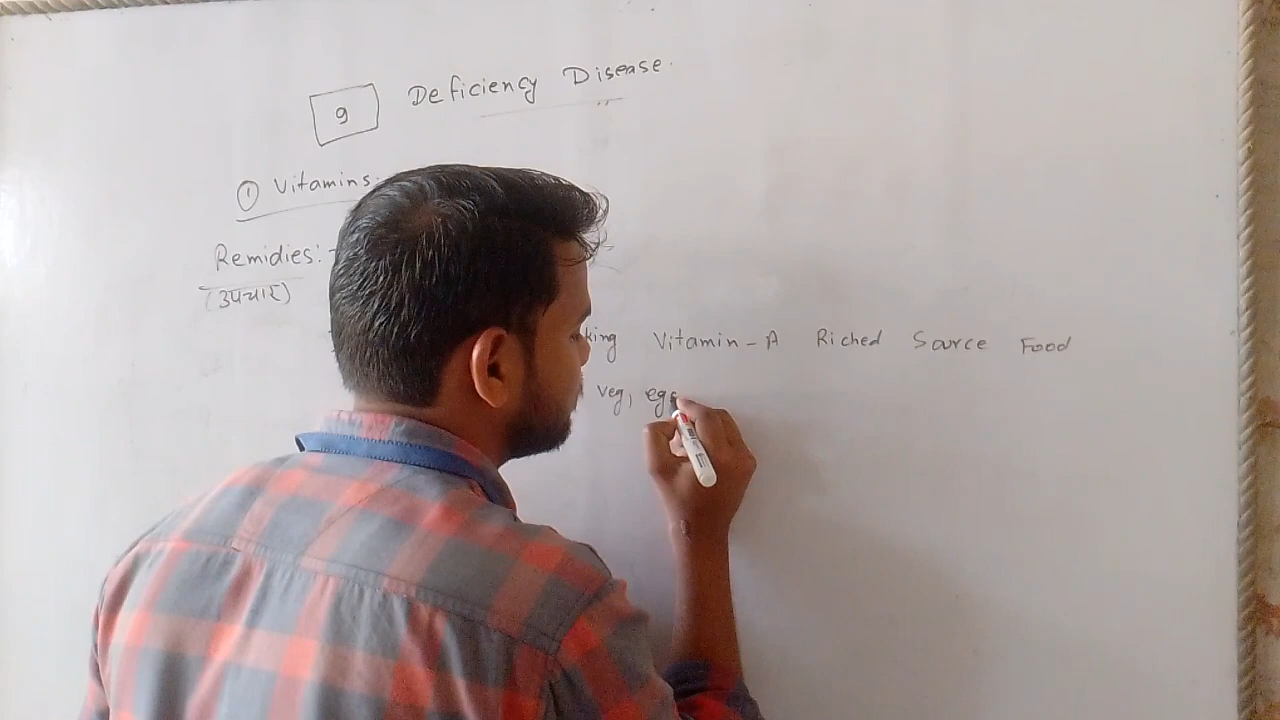 9 Deficiency Disease.
① Vitamins:
Remidies: -
(उपचार)
king Vitamin-A Riched Source Food
veg, egg